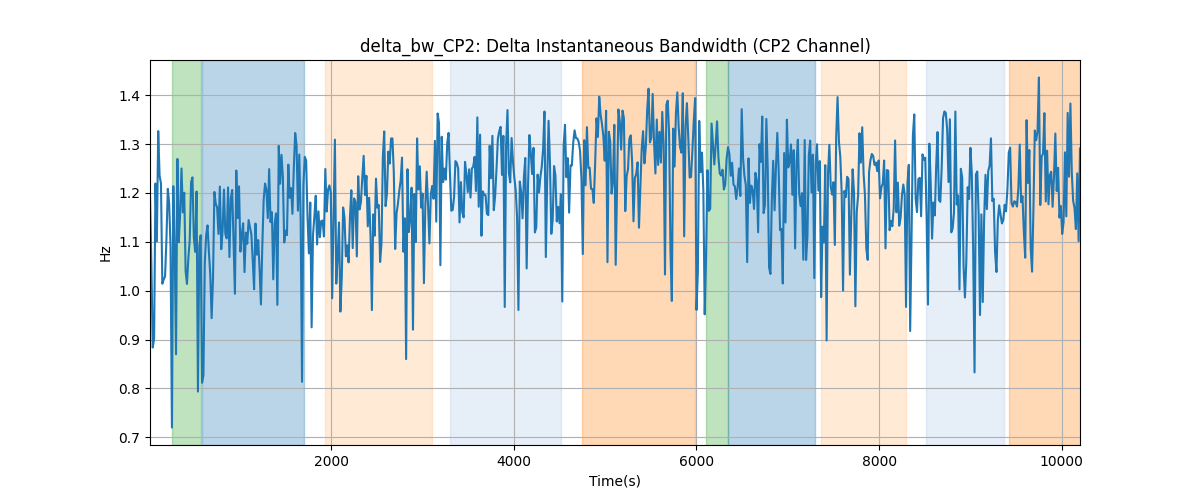 delta_bw_CP2: Delta Instantaneous Bandwidth (CP2 Channel)
1.4
1.3
1.2
1.1
1.0
0.9
0.8
0.7
Hz
2000 4000 6000 8000 10000
Time(s)